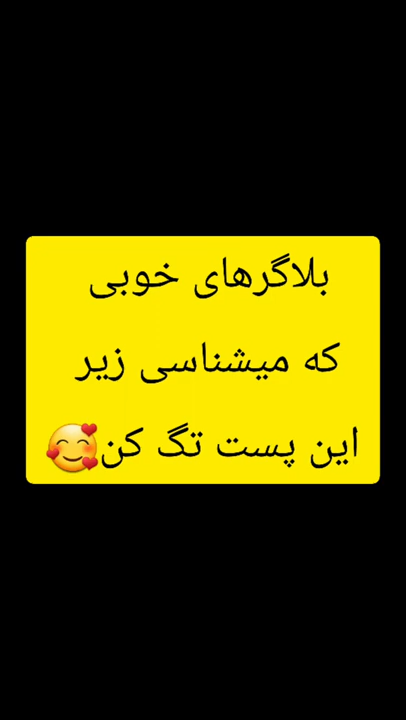 بلاگرهای خوبی
که میشناسی زیر
این پست تگ کن🥰